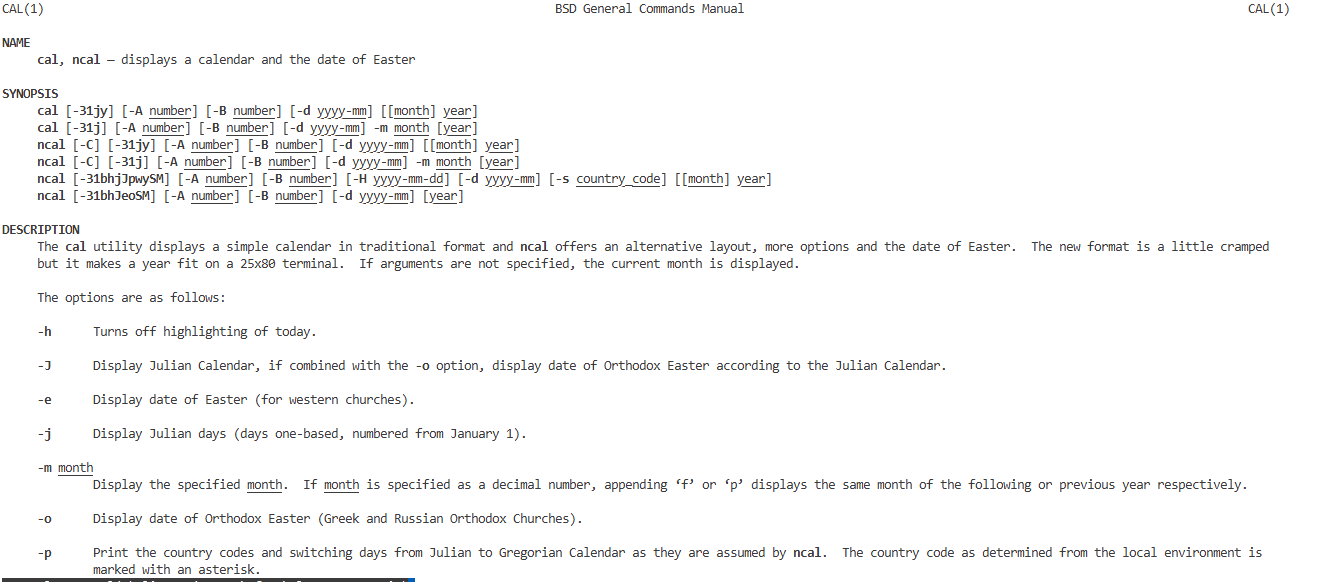 CAL(1) BSD General Commands Manual CAL(1)
NAME
cal, ncal — displays a calendar and the date of Easter
SYNOPSIS
cal [-31jy] [-A number] [-B number] [-d yyyy-mm] [[month] year]
cal [-31j] [-A number] [-B number] [-d yyyy-mm] -m month [year]
ncal [-C] [-31jy] [-A number] [-B number] [-d yyyy-mm] [[month] year]
ncal [-C] [-31j] [-A number] [-B number] [-d yyyy-mm] -m month [year]
ncal [-31bhjJpwySM] [-A number] [-B number] [-H yyyy-mm-dd] [-d yyyy-mm] [-s country_code] [[month] year]
ncal [-31bhJeoSM] [-A number] [-B number] [-d yyyy-mm] [year]
DESCRIPTION
The cal utility displays a simple calendar in traditional format and ncal offers an alternative layout, more options and the date of Easter. The new format is a little cramped
but it makes a year fit on a 25x80 terminal. If arguments are not specified, the current month is displayed.
The options are as follows:
-h Turns off highlighting of today.
-J Display Julian Calendar, if combined with the -o option, display date of Orthodox Easter according to the Julian Calendar.
-e Display date of Easter (for western churches).
-j Display Julian days (days one-based, numbered from January 1).
-m month
Display the specified month. If month is specified as a decimal number, appending ‘f’ or ‘p’ displays the same month of the following or previous year respectively.
-o Display date of Orthodox Easter (Greek and Russian Orthodox Churches).
-p Print the country codes and switching days from Julian to Gregorian Calendar as they are assumed by ncal. The country code as determined from the local environment is
marked with an asterisk.